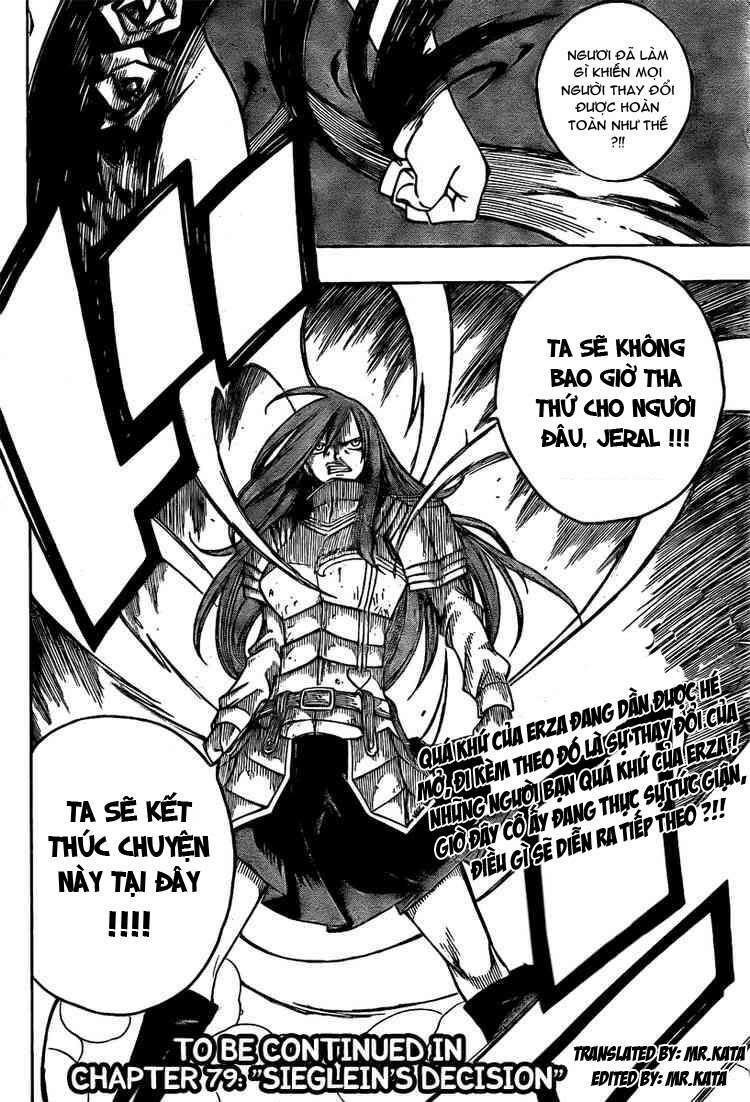 NGƯƠI ĐÃ LÀM
GÌ KHIẾN MỌI
NGƯỜI THAY ĐỔI
ĐƯỢC HOÀN
TOÀN NHƯ THẾ
?!!
TA SẼ KHÔNG
BAO GIỜ THA
THỨ CHO NGƯƠI
ĐÂU, JERAL !!!
QUÁ KHỨ CỦA ERZA ĐANG DẦN ĐƯỢC HÉ
MỞ, ĐI KÈM THEO ĐÓ LÀ SỰ THAY ĐỔI CỦA
NHỮNG NGƯỜI BẠN QUÁ KHỨ CỦA ERZA !
GIỜ ĐÂY CÔ ẤY ĐANG THỰC SỰ TỨC GIẬN,
ĐIỀU GÌ SẼ DIỄN RA TIẾP THEO ?!!
TA SẼ KẾT
THÚC CHUYỆN
NÀY TẠI ĐÂY
!!!!
TO BE CONTINUED IN
CHAPTER 79: "SIEGLEIN'S DECISION"
TRANSLATED BY: MR.KATA
EDITED BY: MR.KATA